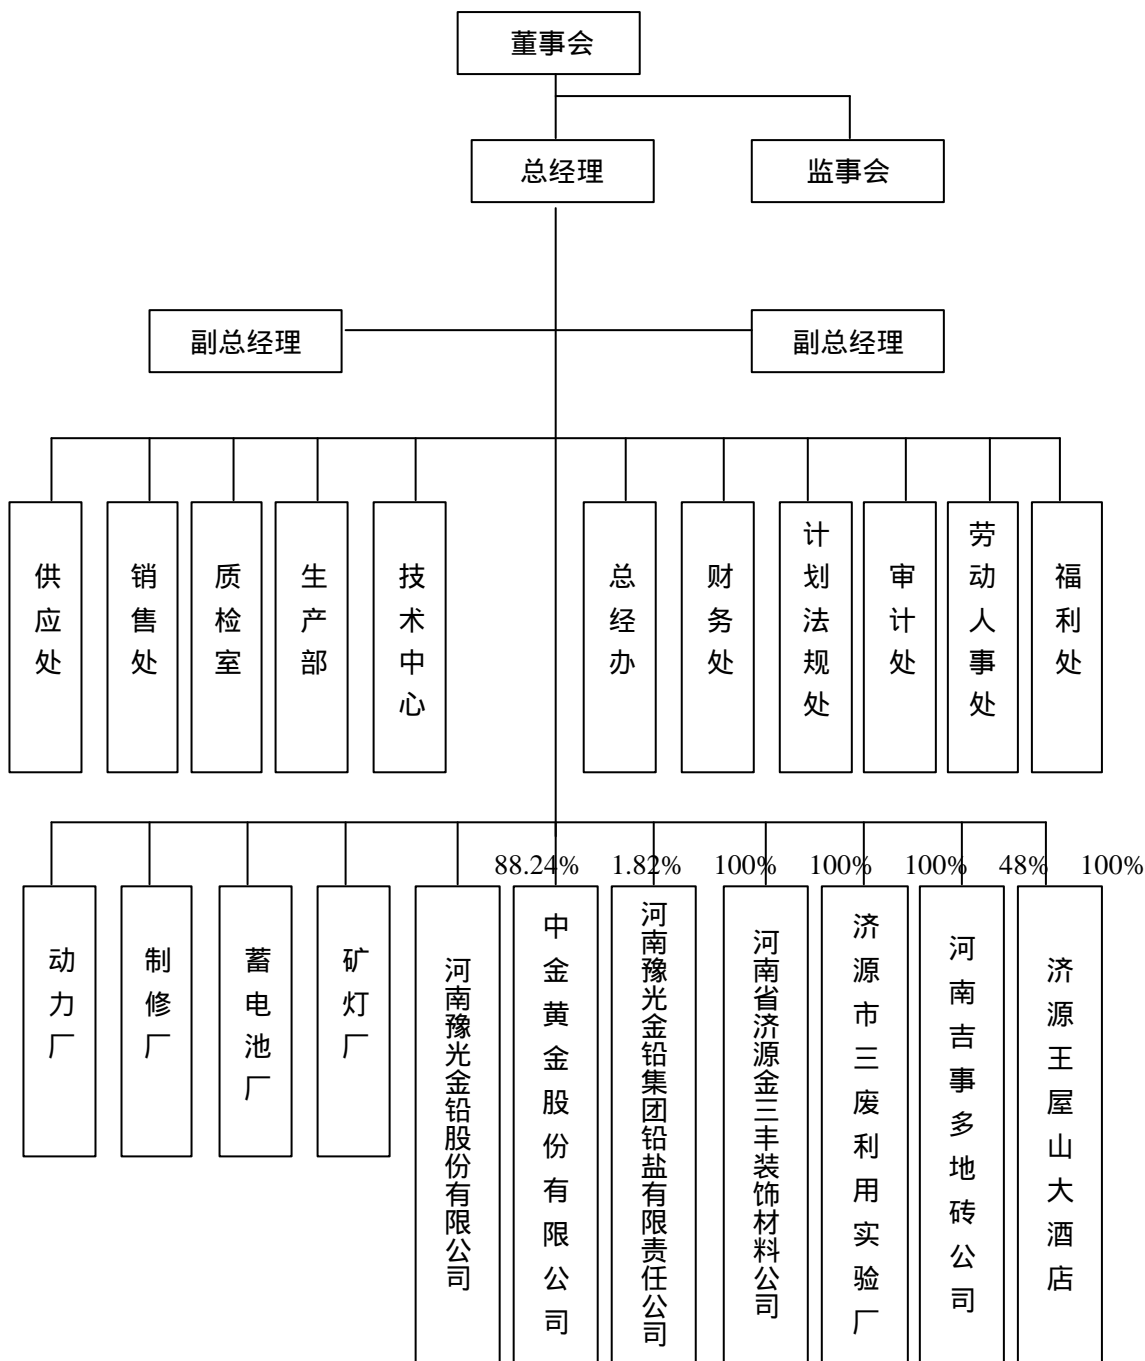 董事会
总经理
监事会
副总经理
副总经理
供应处
销售处
质检室
生产部
技术中心
总经办
财务处
计划法规处
审计处
劳动人事处
福利处
88.24%
1.82%
100%
100%
100%
48%
100%
动力厂
制修厂
蓄电池厂
矿灯厂
河南豫光金铅股份有限公司
中金黄金股份有限公司
河南豫光金铅集团铅盐有限责任公司
河南省济源金三丰装饰材料公司
济源市三废利用实验厂
河南吉事多地砖公司
济源王屋山大酒店